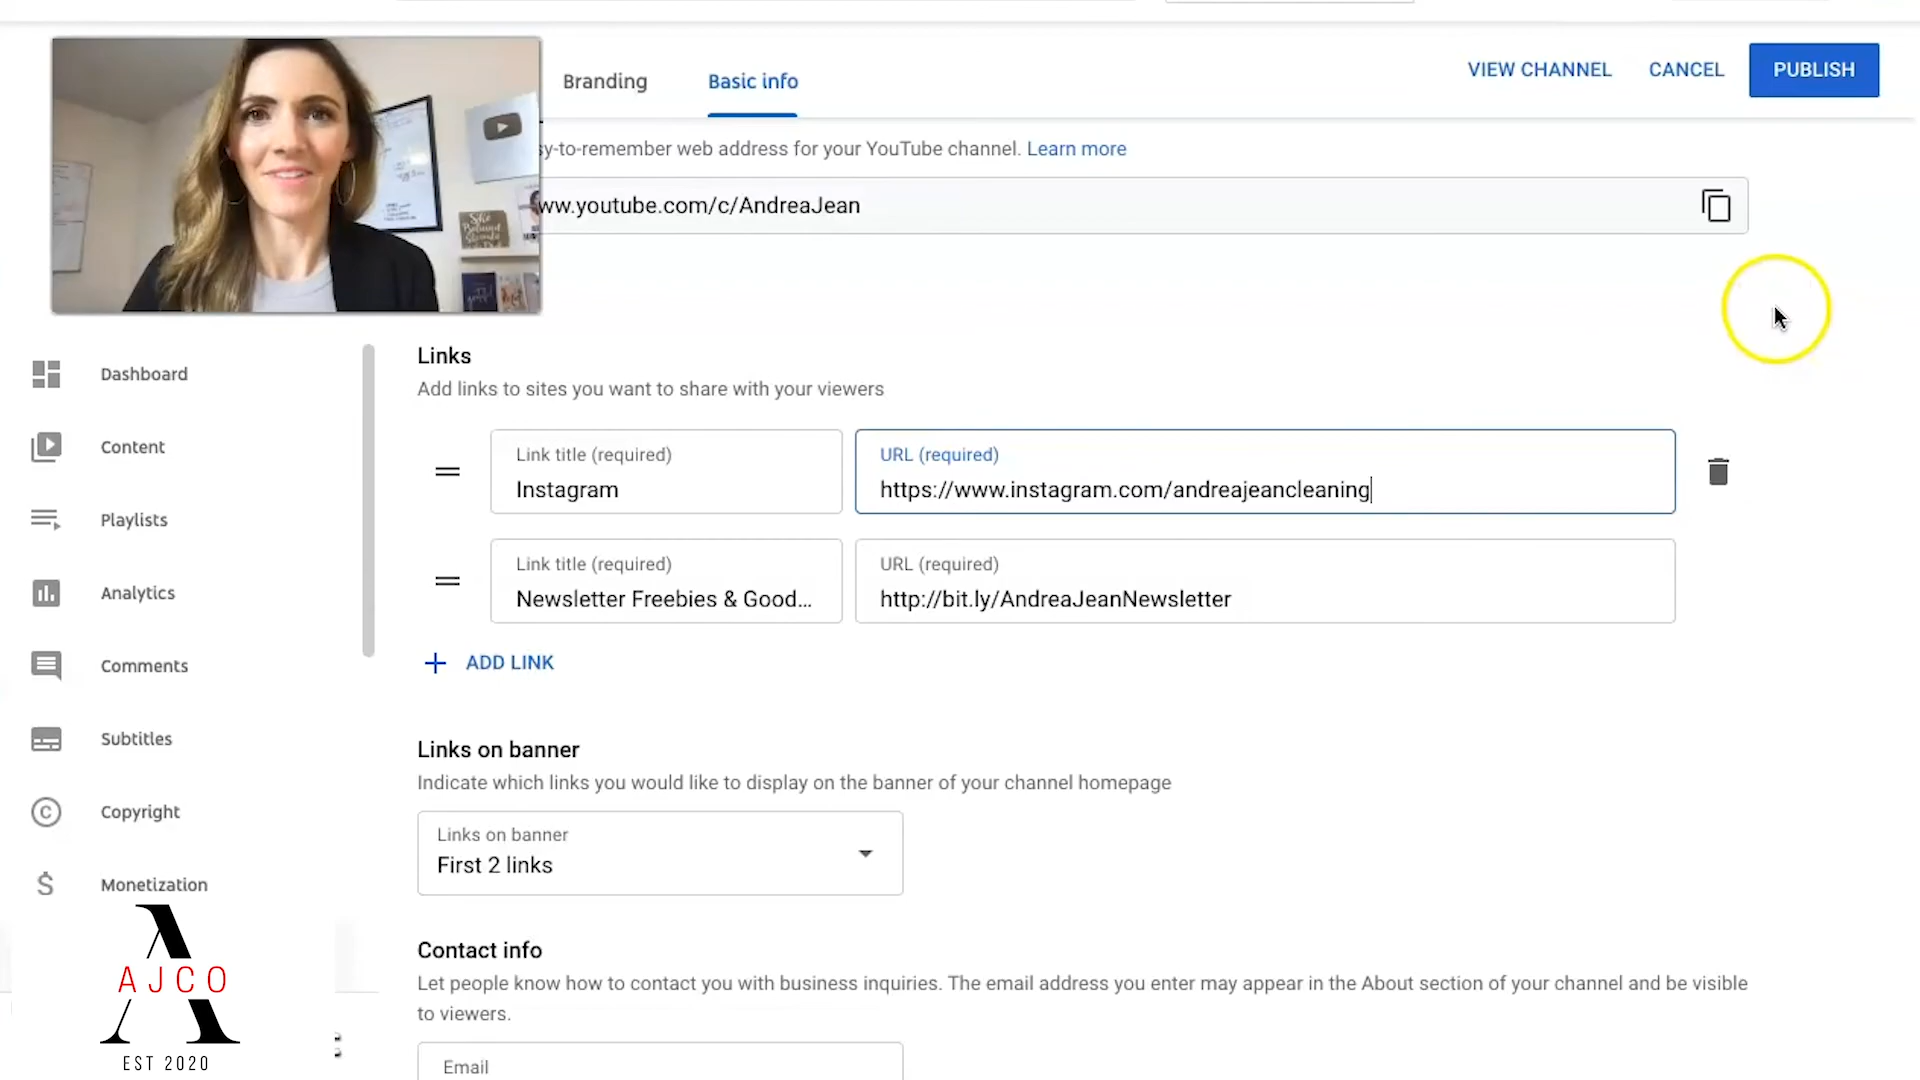 Branding
Basic info
VIEW CHANNEL
CANCEL
PUBLISH
sy-to-remember web address for your YouTube channel. Learn more
ww.youtube.com/c/AndreaJean
She
Dashboard
Content
Playlists
Analytics
Comments
Subtitles
Copyright
Monetization
Links
Add links to sites you want to share with your viewers
Link title (required)
Instagram
URL (required)
https://www.instagram.com/andreajeancleaning
Link title (required)
Newsletter Freebies & Good...
URL (required)
http://bit.ly/AndreaJeanNewsletter
ADD LINK
Links on banner
Indicate which links you would like to display on the banner of your channel homepage
Links on banner
First 2 links
Contact info
Let people know how to contact you with business inquiries. The email address you enter may appear in the About section of your channel and be visible
to viewers.
Email
AJCO
EST 2020